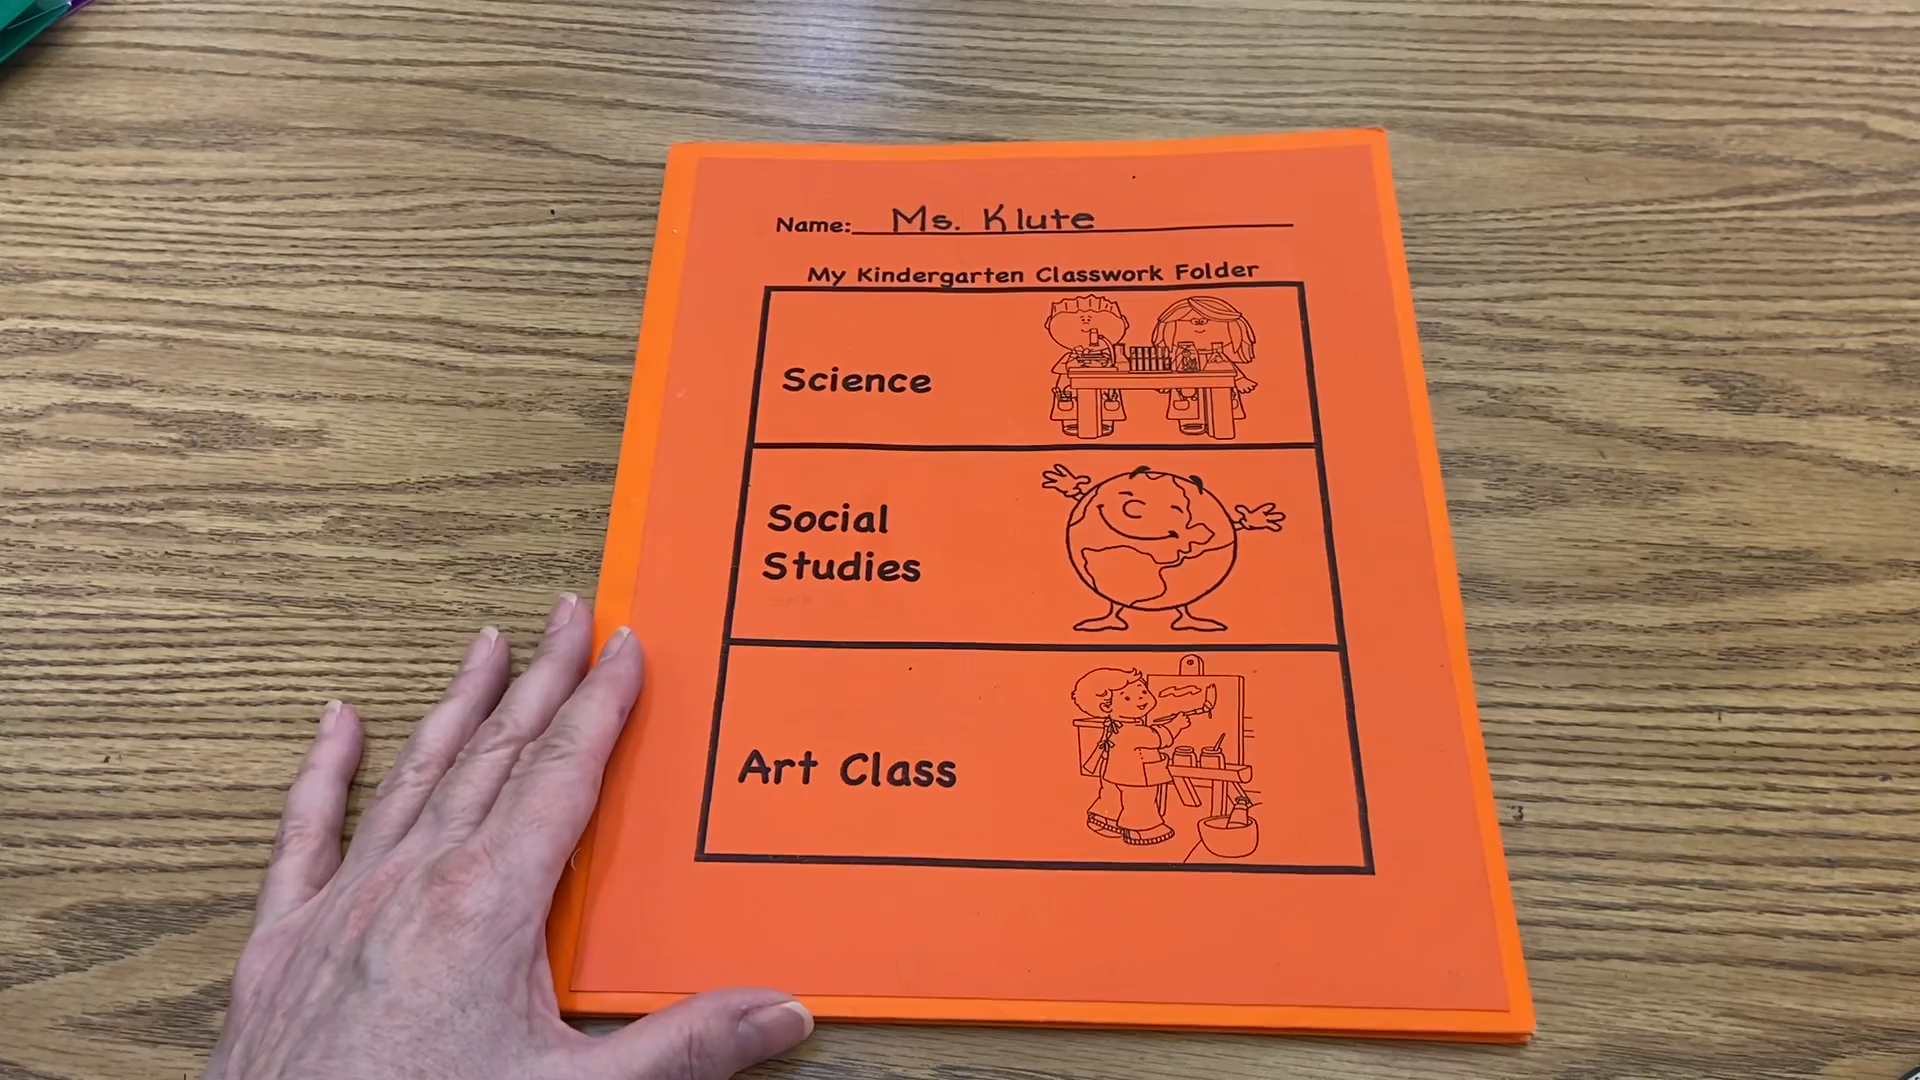 Name: Ms. Klute
My Kindergarten Classwork Folder
Science
Social
Studies
Art Class